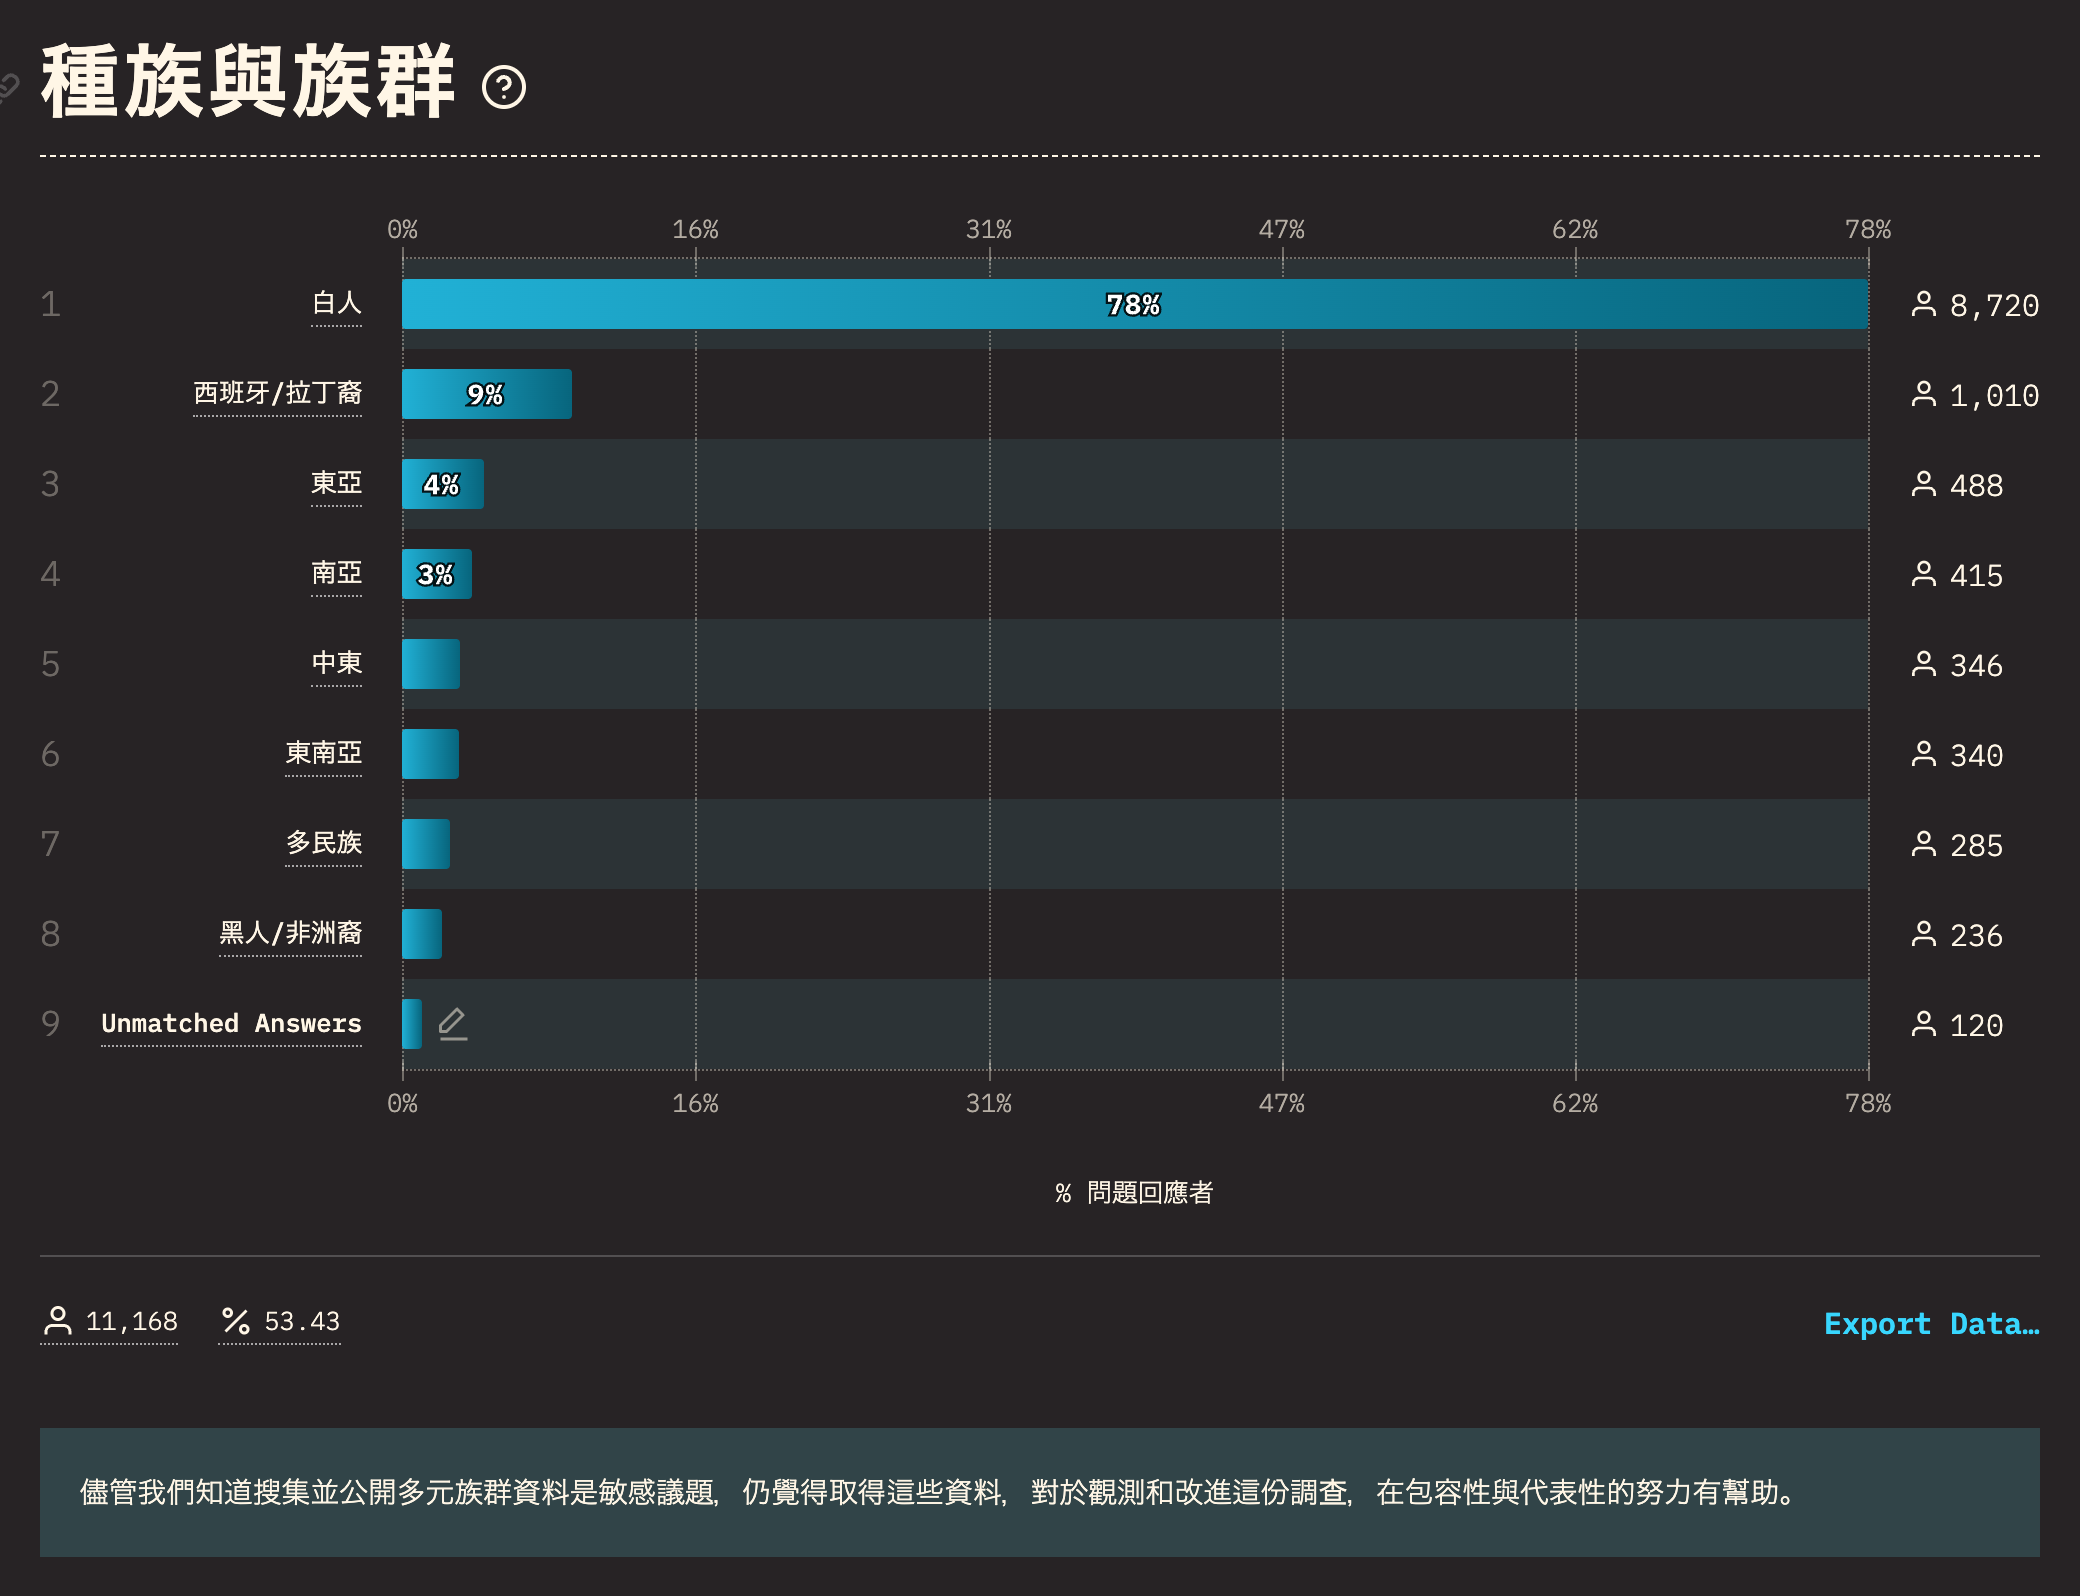 種族與族群
0% 16% 31% 47% 62% 78%
1 白人 78% 8,720
2 西班牙/拉丁裔 9% 1,010
3 東亞 4% 488
4 南亞 3% 415
5 中東 346
6 東南亞 340
7 多民族 285
8 黑人/非洲裔 236
9 Unmatched Answers 120
0% 16% 31% 47% 62% 78%
% 問題回應者
11,168 % 53.43 Export Data…
儘管我們知道搜集並公開多元族群資料是敏感議題，仍覺得取得這些資料，對於觀測和改進這份調查，在包容性與代表性的努力有幫助。